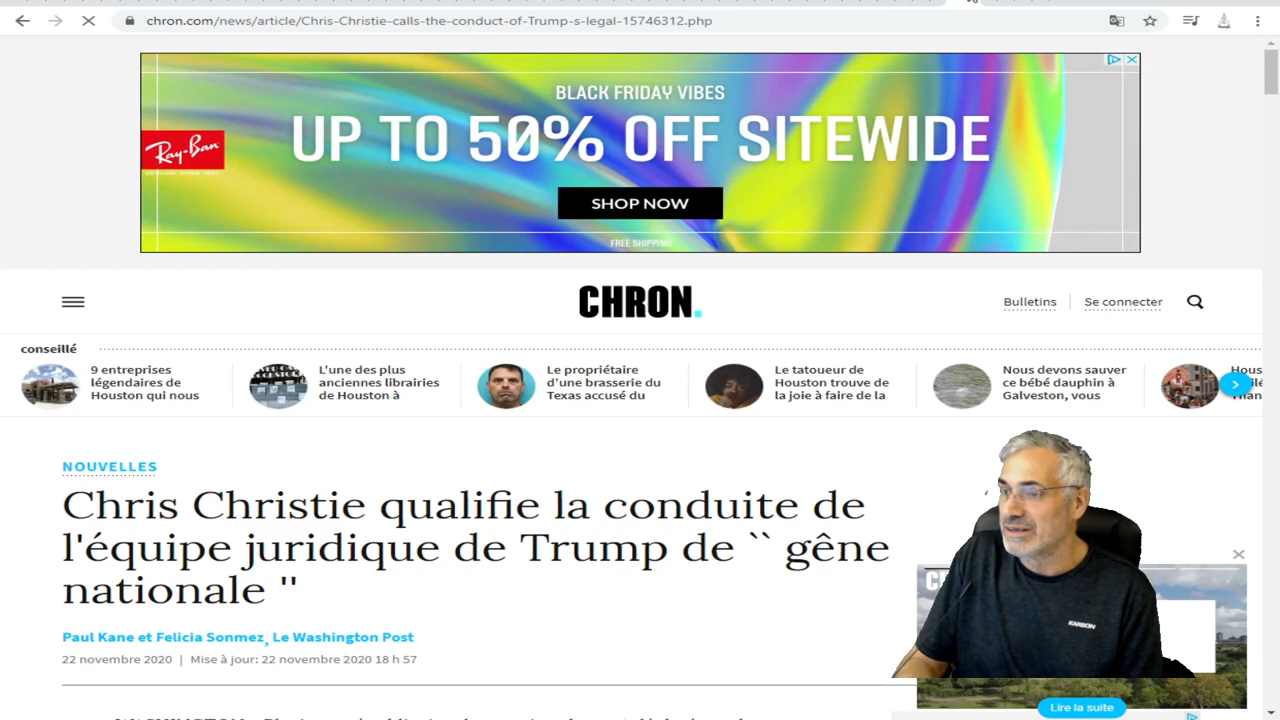 chron.com/news/article/Chris-Christie-calls-the-conduct-of-Trump-s-legal-15746312.php
BLACK FRIDAY VIBES
UP TO 50% OFF SITEWIDE
Ray-Ban
SHOP NOW
FREE SHIPPING
CHRON.
Bulletins
Se connecter
conseillé
9 entreprises
légendaires de
Houston qui nous
L'une des plus
anciennes librairies
de Houston à
Le propriétaire
d'une brasserie du
Texas accusé du
Le tatoueur de
Houston trouve de
la joie à faire de la
Nous devons sauver
ce bébé dauphin à
Galveston, vous
NOUVELLES
Chris Christie qualifie la conduite de
l'équipe juridique de Trump de `` gêne
nationale ''
Paul Kane et Felicia Sonmez, Le Washington Post
22 novembre 2020 | Mise à jour: 22 novembre 2020 18 h 57
KARBON
Lire la suite